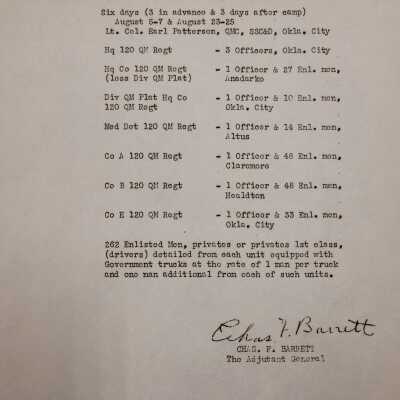 Six days (3 in advance & 3 days after camp)
August 5-7 & August 23-25
Lt. Col. Earl Patterson, QMC, SSC&D, Okla. City
Hq 120 QM Regt - 3 Officers, Okla. City
Hq Co 120 QM Regt - 1 Officer & 27 Enl. men,
(less Div QM Plat) Anadarko
Div QM Plat Hq Co - 1 Officer & 10 Enl. men,
120 QM Regt Okla. City
Med Det 120 QM Regt - 1 Officer & 14 Enl. men,
Altus
Co A 120 QM Regt - 1 Officer & 48 Enl. men,
Claremore
Co B 120 QM Regt - 1 Officer & 48 Enl. men,
Healdton
Co E 120 QM Regt - 1 Officer & 33 Enl. men,
Okla. City
262 Enlisted Men, privates or privates 1st class,
(drivers) detailed from each unit equipped with
Government trucks at the rate of 1 man per truck
and one man additional from each of such units.
Chas. F. Barrett
CHAS. F. BARRETT
The Adjutant General